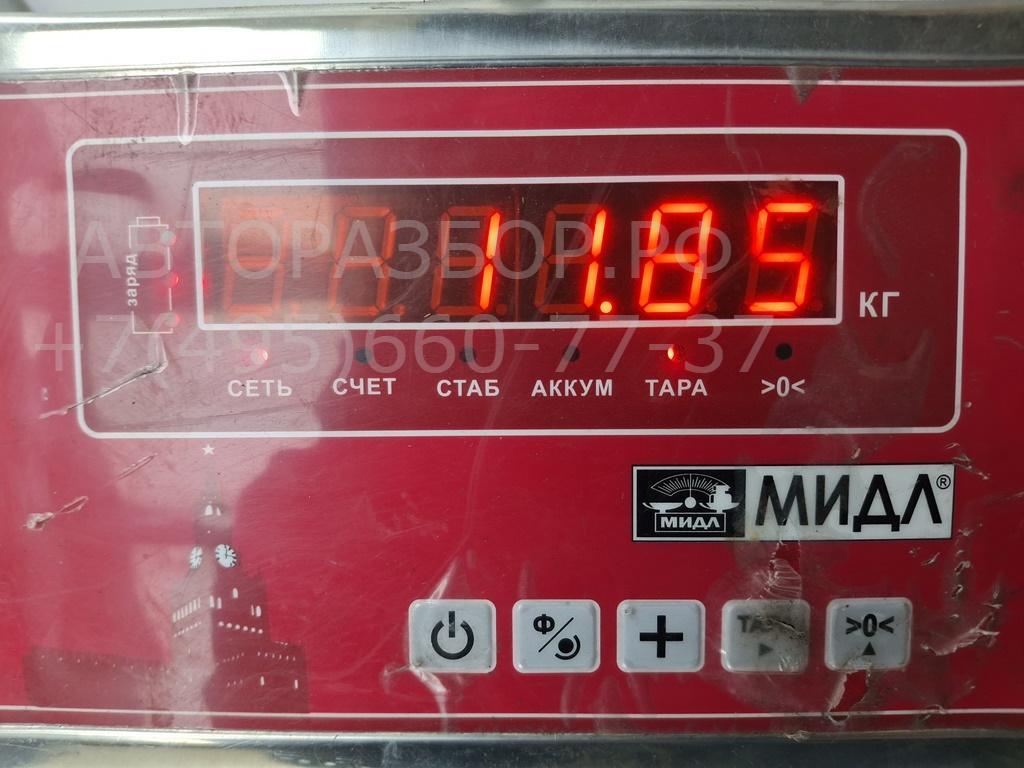 АВТОРАЗБОР.РФ
+7(495)660-77-37
заряд
11.85
КГ
СЕТЬ СЧЕТ СТАБ АККУМ ТАРА >0<
МИДЛ МИДЛ®
Ф >0<